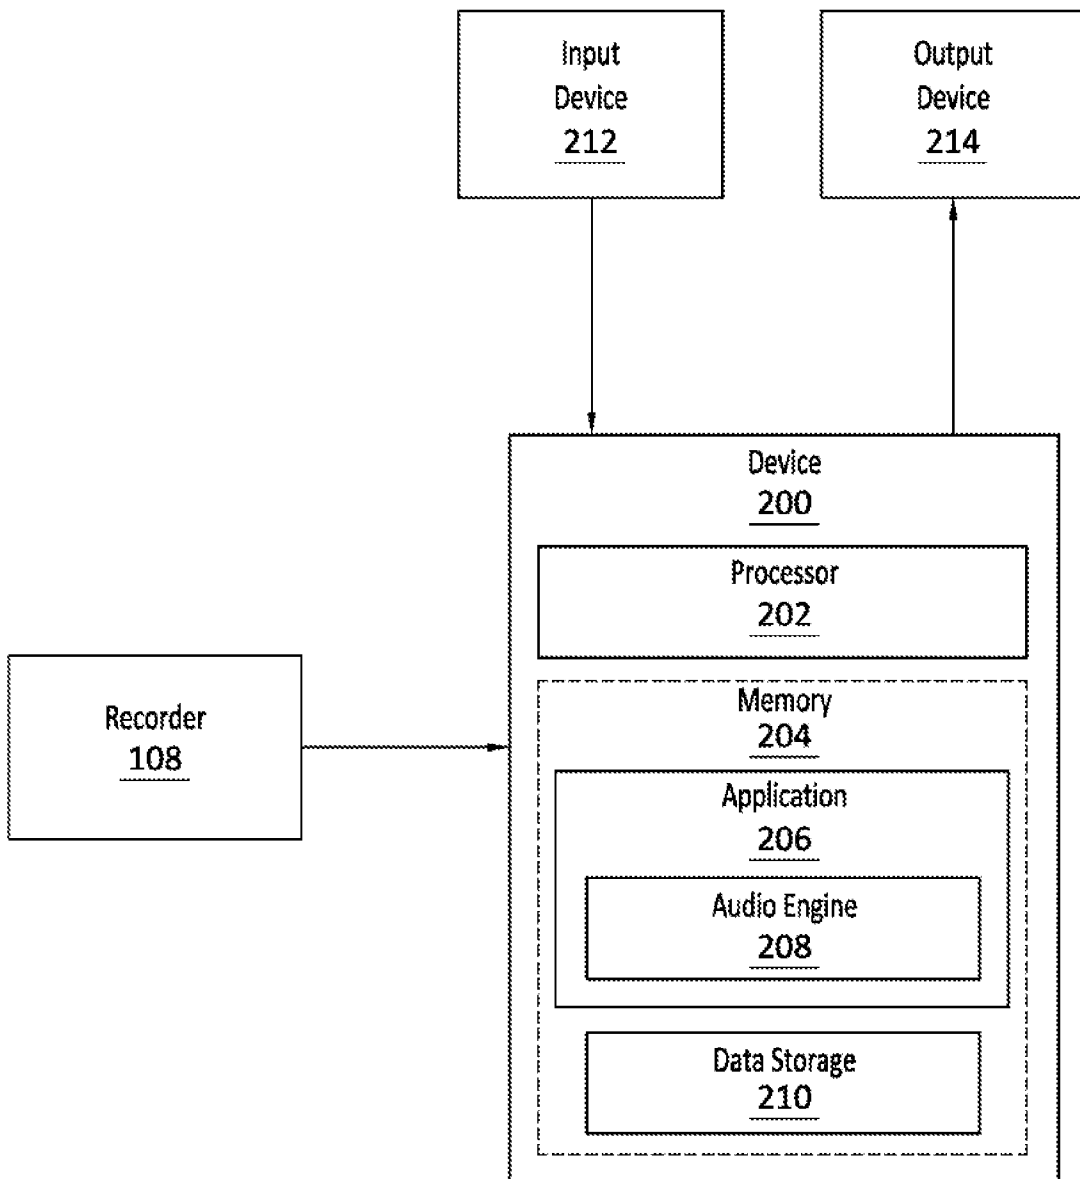 Input
Device
212
Output
Device
214
Device
200
Processor
202
Recorder
108
Memory
204
Application
206
Audio Engine
208
Data Storage
210